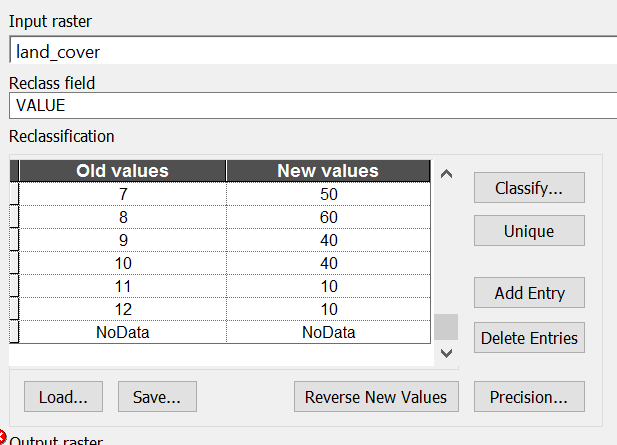 Input raster
land_cover
Reclass field
VALUE
Reclassification
Old values New values
7 50
8 60
9 40
10 40
11 10
12 10
NoData NoData
Classify...
Unique
Add Entry
Delete Entries
Load... Save... Reverse New Values Precision...
Output raster